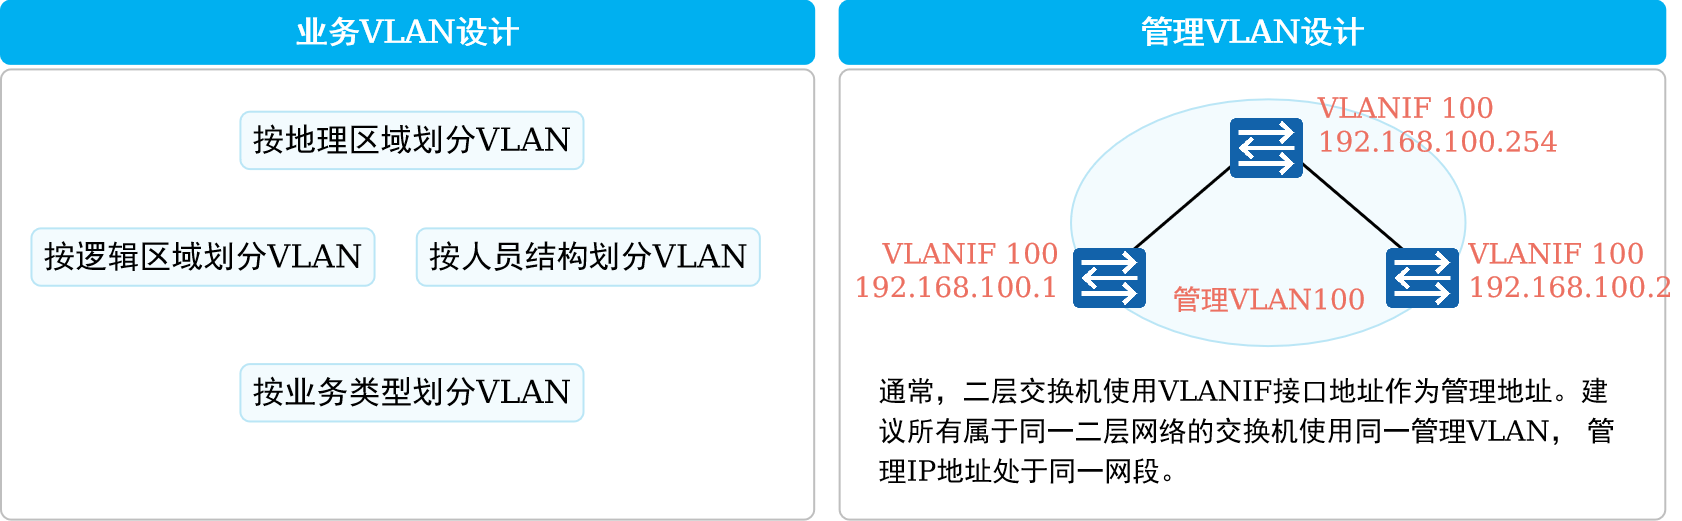 业务VLAN设计
按地理区域划分VLAN
按逻辑区域划分VLAN
按人员结构划分VLAN
按业务类型划分VLAN
管理VLAN设计
VLANIF 100
192.168.100.254
VLANIF 100
192.168.100.1
VLANIF 100
192.168.100.2
管理VLAN100
通常，二层交换机使用VLANIF接口地址作为管理地址。建
议所有属于同一二层网络的交换机使用同一管理VLAN， 管
理IP地址处于同一网段。